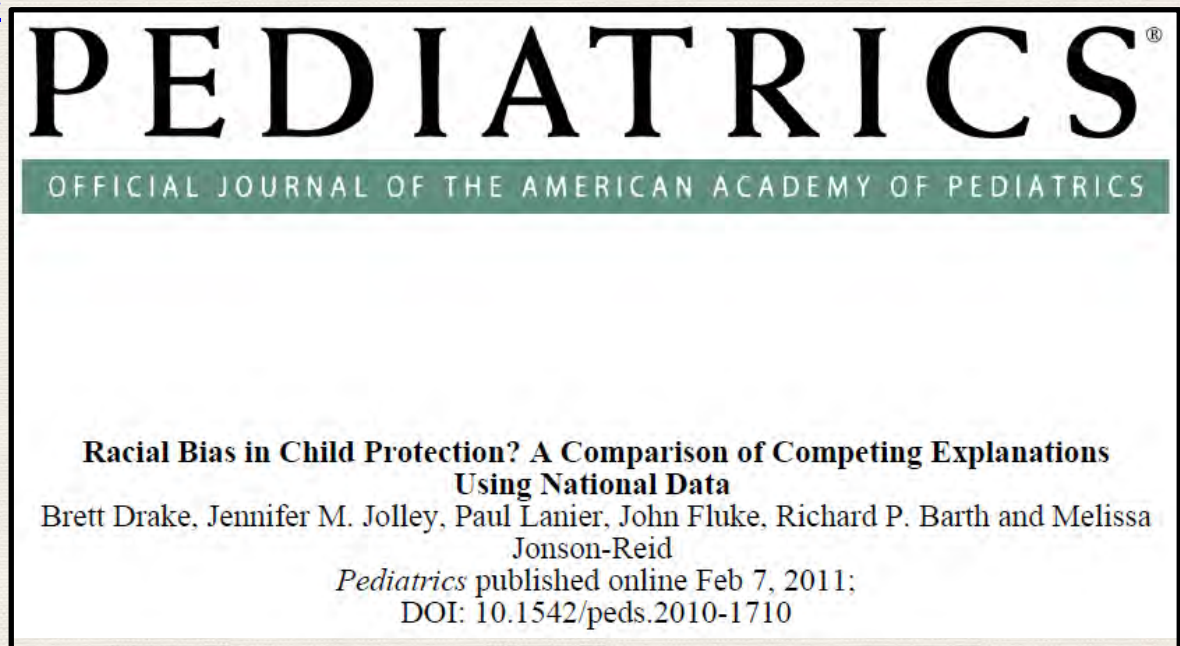 PEDIATRICS®
OFFICIAL JOURNAL OF THE AMERICAN ACADEMY OF PEDIATRICS
Racial Bias in Child Protection? A Comparison of Competing Explanations
Using National Data
Brett Drake, Jennifer M. Jolley, Paul Lanier, John Fluke, Richard P. Barth and Melissa
Jonson-Reid
Pediatrics published online Feb 7, 2011;
DOI: 10.1542/peds.2010-1710